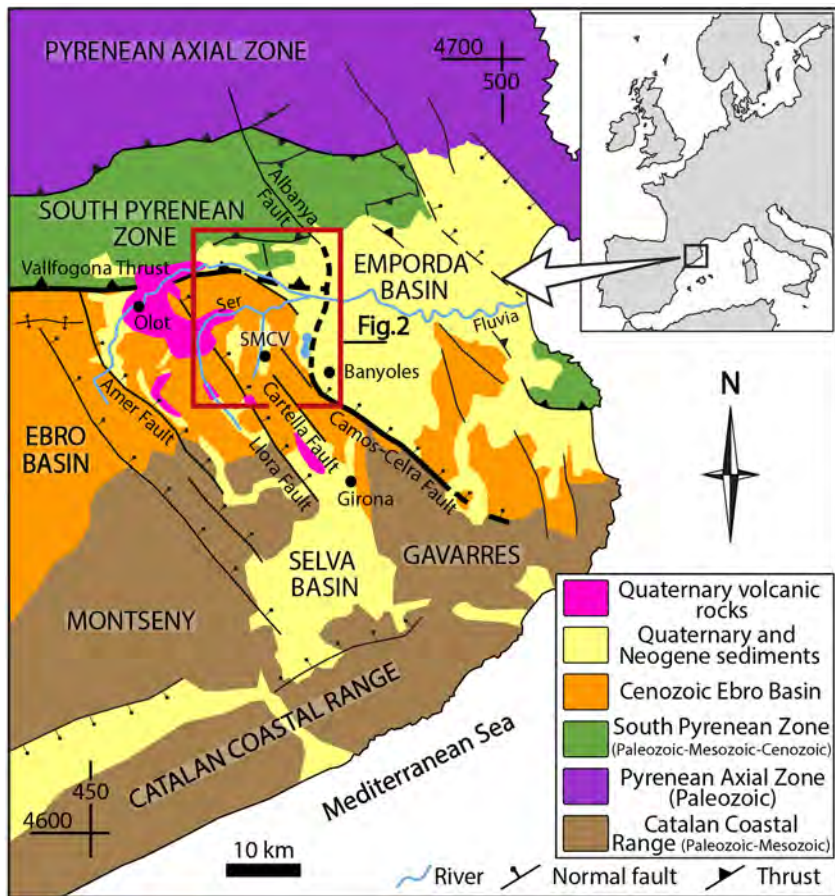 PYRENEAN AXIAL ZONE
4700
500
Albanya
Fault
SOUTH PYRENEAN
ZONE
Vallfogona Thrust
EMPORDA
BASIN
Ser
Olot
Fluvia
SMCV
Fig.2
Banyoles
Amer Fault
Cartella Fault
EBRO
BASIN
Llora Fault
Camos-Celra Fault
Girona
N
SELVA
BASIN
GAVARRES
MONTSENY
CATALAN COASTAL RANGE
Mediterranean Sea
450
4600
10 km
Quaternary volcanic
rocks
Quaternary and
Neogene sediments
Cenozoic Ebro Basin
South Pyrenean Zone
(Paleozoic-Mesozoic-Cenozoic)
Pyrenean Axial Zone
(Paleozoic)
Catalan Coastal
Range (Paleozoic-Mesozoic)
River
Normal fault
Thrust